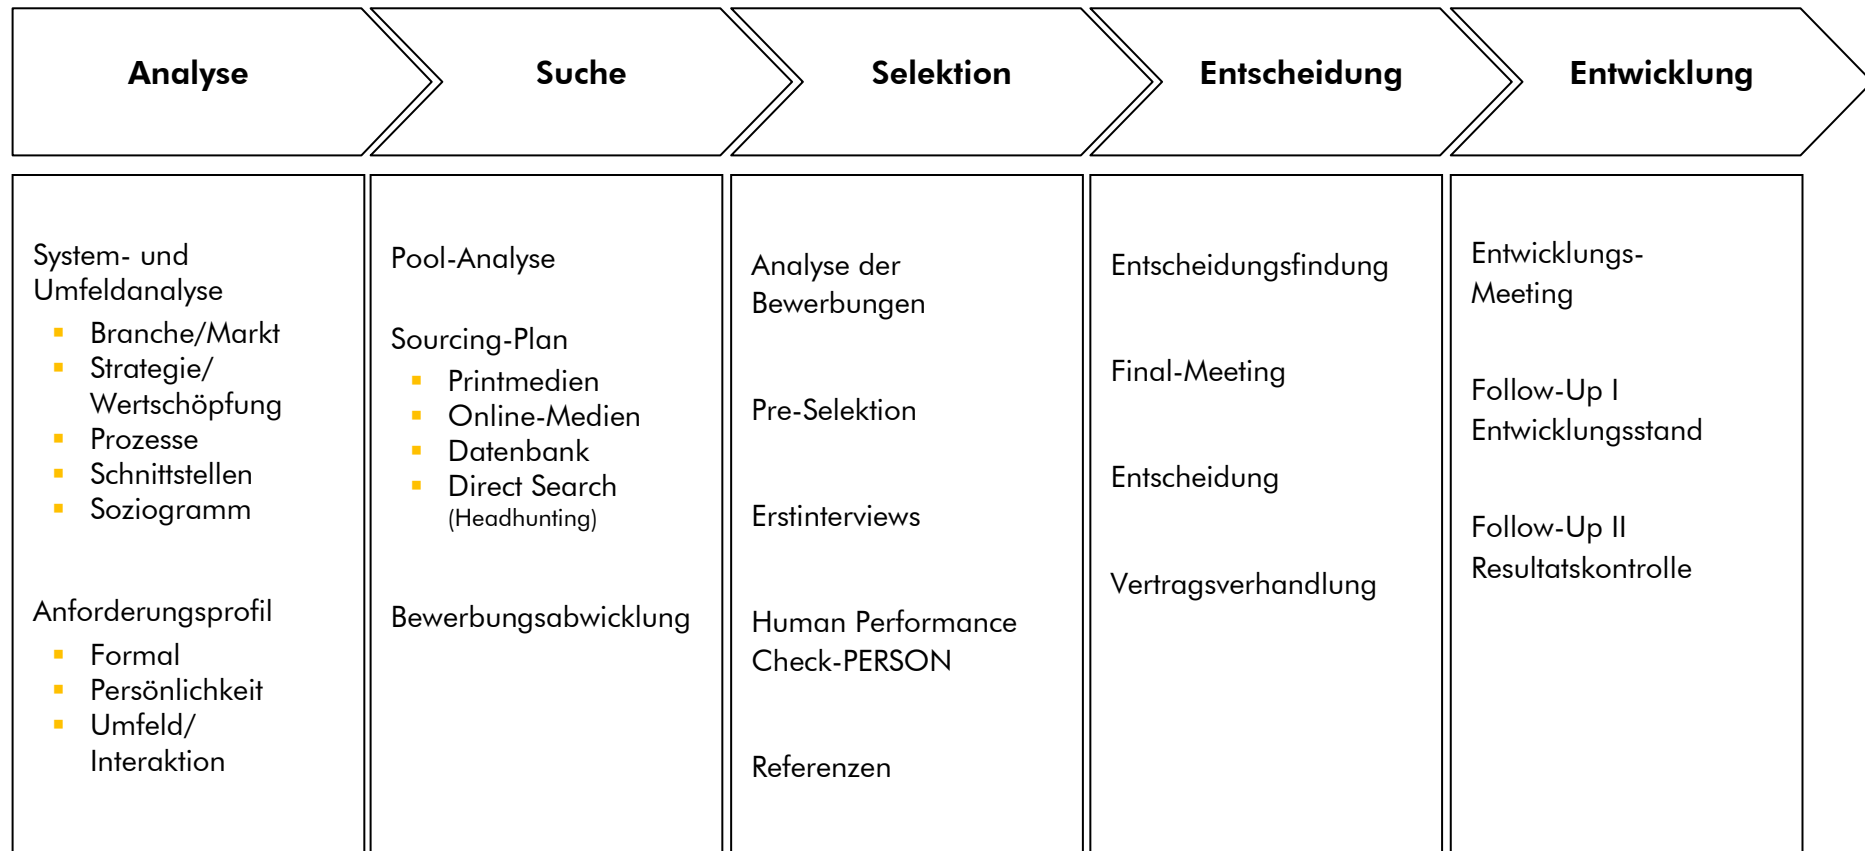 Analyse
Suche
Selektion
Entscheidung
Entwicklung
System- und
Umfeldanalyse
▪ Branche/Markt
▪ Strategie/
Wertschöpfung
▪ Prozesse
▪ Schnittstellen
▪ Soziogramm
Anforderungsprofil
▪ Formal
▪ Persönlichkeit
▪ Umfeld/
Interaktion
Pool-Analyse
Sourcing-Plan
▪ Printmedien
▪ Online-Medien
▪ Datenbank
▪ Direct Search
(Headhunting)
Bewerbungsabwicklung
Analyse der
Bewerbungen
Pre-Selektion
Erstinterviews
Human Performance
Check-PERSON
Referenzen
Entscheidungsfindung
Final-Meeting
Entscheidung
Vertragsverhandlung
Entwicklungs-
Meeting
Follow-Up I
Entwicklungsstand
Follow-Up II
Resultatskontrolle